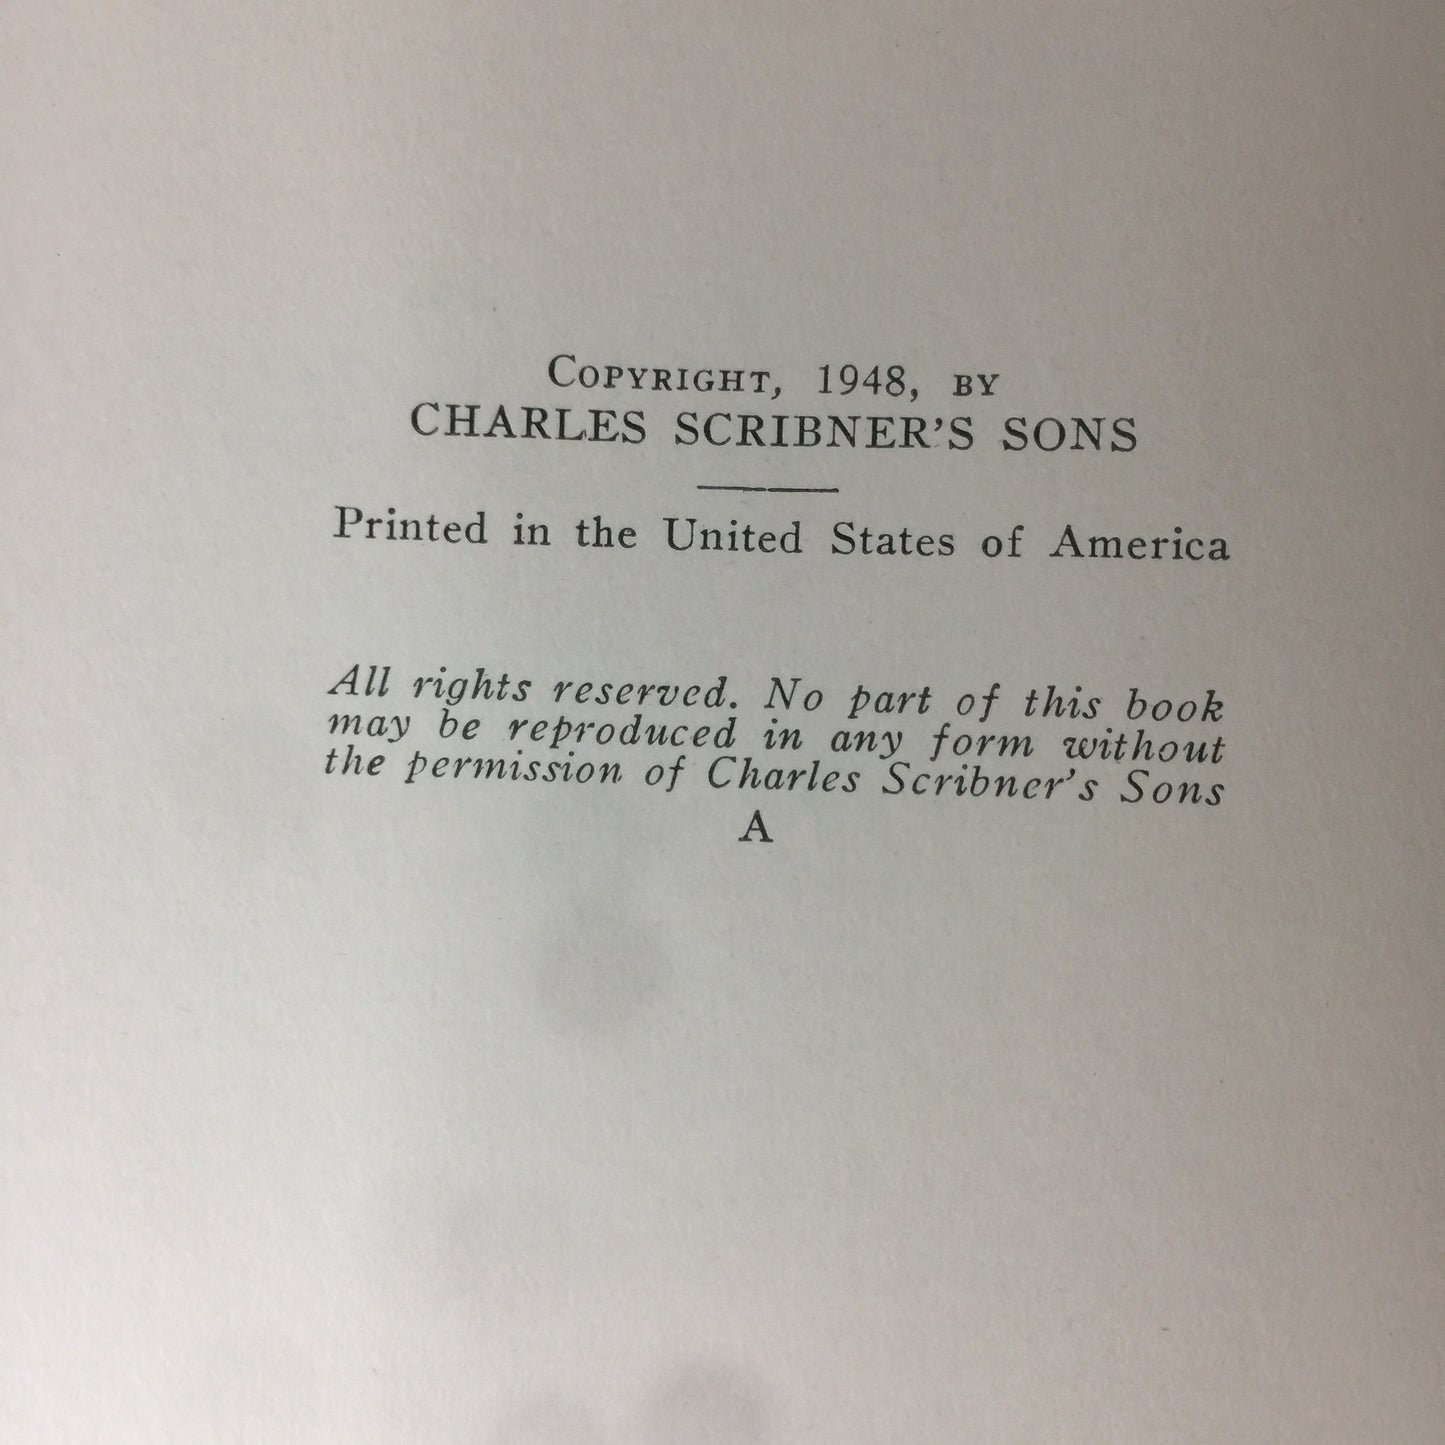 Copyright, 1948, by
CHARLES SCRIBNER'S SONS
Printed in the United States of America
All rights reserved. No part of this book
may be reproduced in any form without
the permission of Charles Scribner's Sons
A